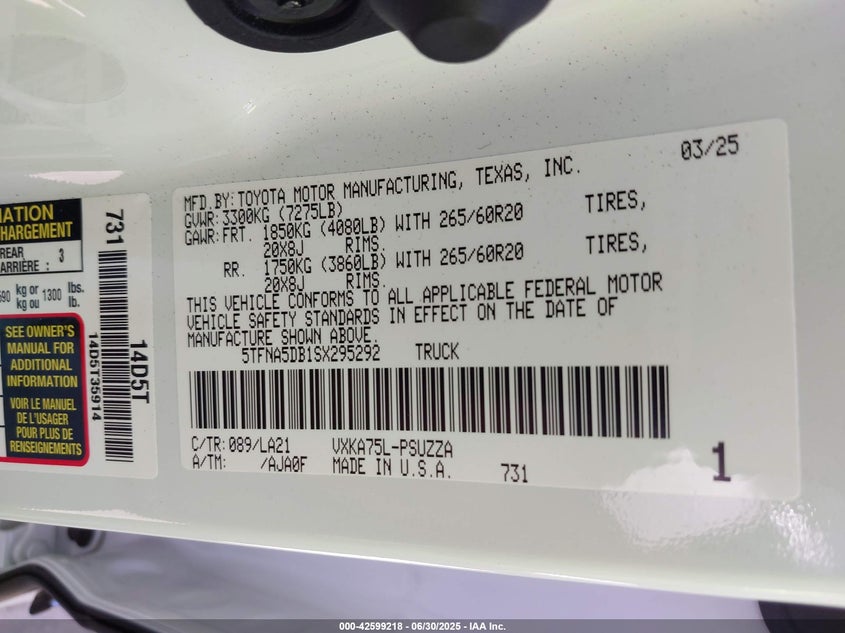 NATION
HARGEMENT
REAR
ARRIÈRE : 3
590 kg or 1300 lbs.
kg ou lb.
SEE OWNER'S
MANUAL FOR
ADDITIONAL
INFORMATION
VOIR LE MANUEL
DE L'USAGER
POUR PLUS DE
RENSEIGNEMENTS
731
14D5T
14D5T35914
03/25
MFD.BY:TOYOTA MOTOR MANUFACTURING, TEXAS, INC.
GVWR:3300KG (7275LB)
GAWR:FRT. 1850KG (4080LB) WITH 265/60R20 TIRES,
20X8J RIMS.
RR. 1750KG (3860LB) WITH 265/60R20 TIRES,
20X8J RIMS.
THIS VEHICLE CONFORMS TO ALL APPLICABLE FEDERAL MOTOR
VEHICLE SAFETY STANDARDS IN EFFECT ON THE DATE OF
MANUFACTURE SHOWN ABOVE.
5TFNA5DB1SX295292 TRUCK
C/TR:089/LA21 VXKA75L-PSUZZA
A/TM: /AJA0F MADE IN U.S.A. 731 1
000-42599218 - 06/30/2025 - IAA Inc.